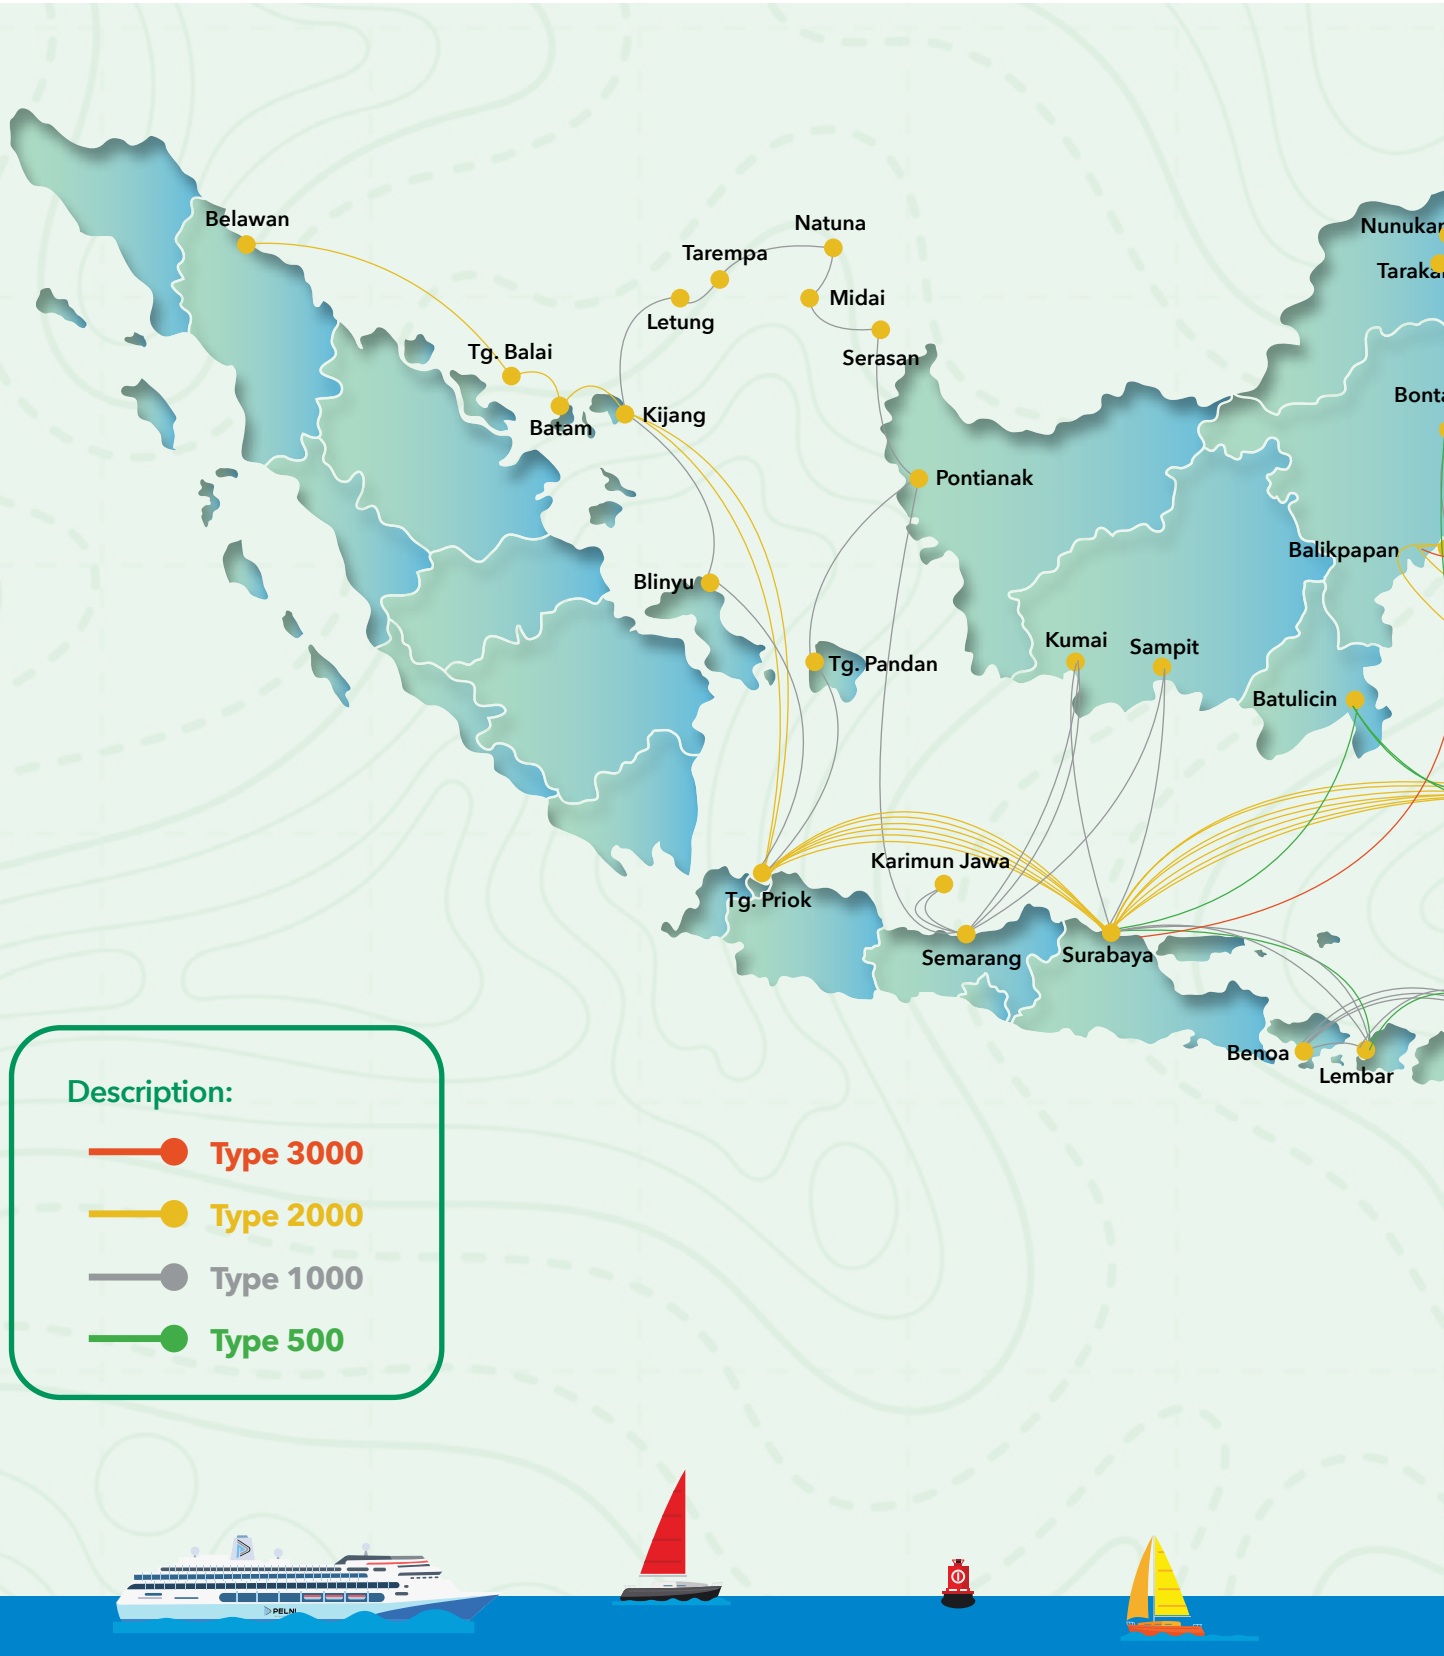 Belawan
Natuna
Nunukan
Tarempa
Taraka
Midai
Letung
Tg. Balai
Serasan
Bonta
Kijang
Batam
Pontianak
Balikpapan
Blinyu
Kumai
Sampit
Tg. Pandan
Batulicin
Karimun Jawa
Tg. Priok
Semarang
Surabaya
Benoa
Lembar
Description:
Type 3000
Type 2000
Type 1000
Type 500
PELNI